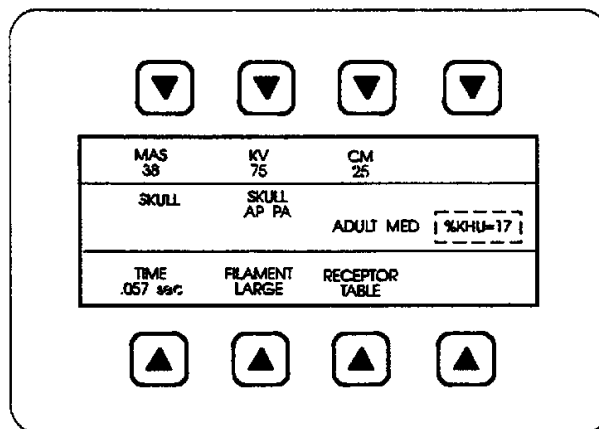 MAS KV CM
38 75 25
SKULL SKULL
AP PA
ADULT MED %KHU=17
TIME FILAMENT RECEPTOR
.057 sec LARGE TABLE